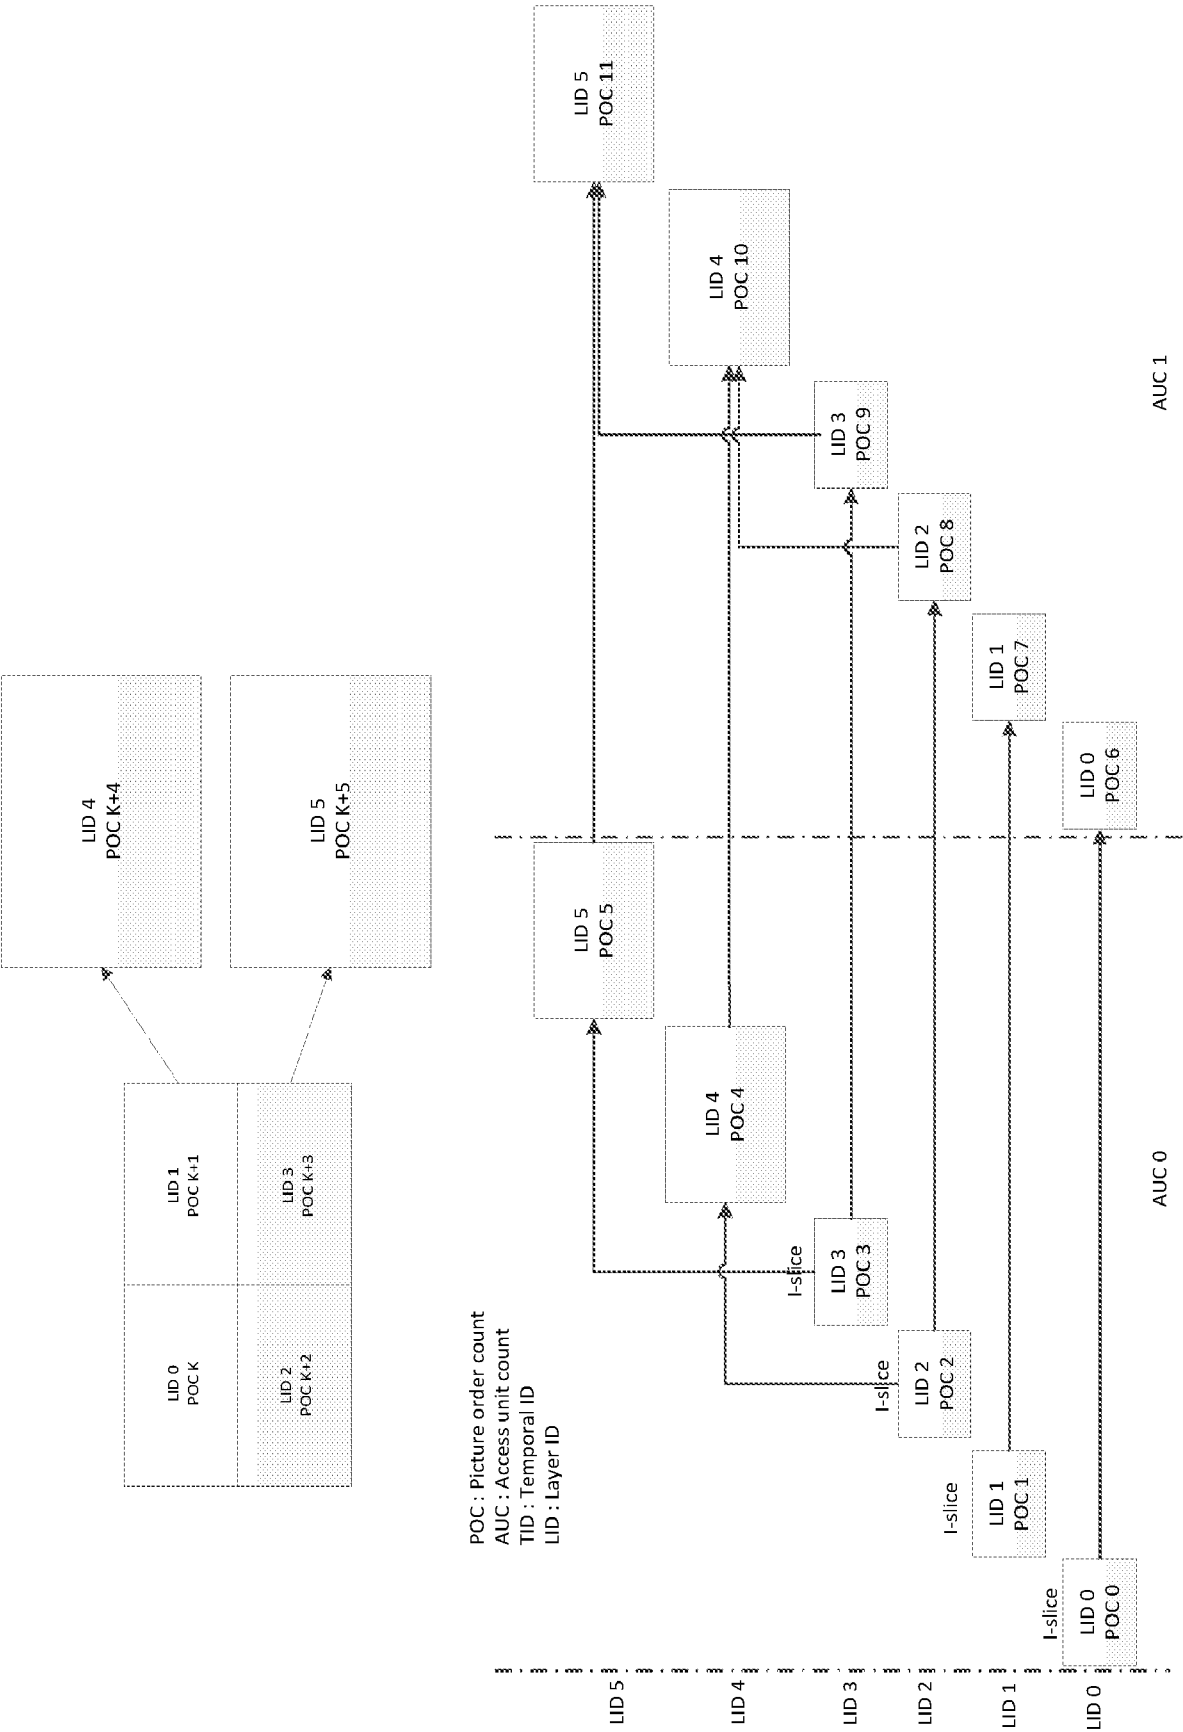 LID 0
POC K
LID 1
POC K+1
LID 2
POC K+2
LID 3
POC K+3
LID 4
POC K+4
LID 5
POC K+5
POC : Picture order count
AUC : Access unit count
TID : Temporal ID
LID : Layer ID
LID 5
LID 5
POC 5
LID 5
POC 11
LID 4
LID 4
POC 4
LID 4
POC 10
LID 3
I-slice
LID 3
POC 3
LID 3
POC 9
LID 2
I-slice
LID 2
POC 2
LID 2
POC 8
LID 1
I-slice
LID 1
POC 1
LID 1
POC 7
LID 0
I-slice
LID 0
POC 0
LID 0
POC 6
AUC 0
AUC 1